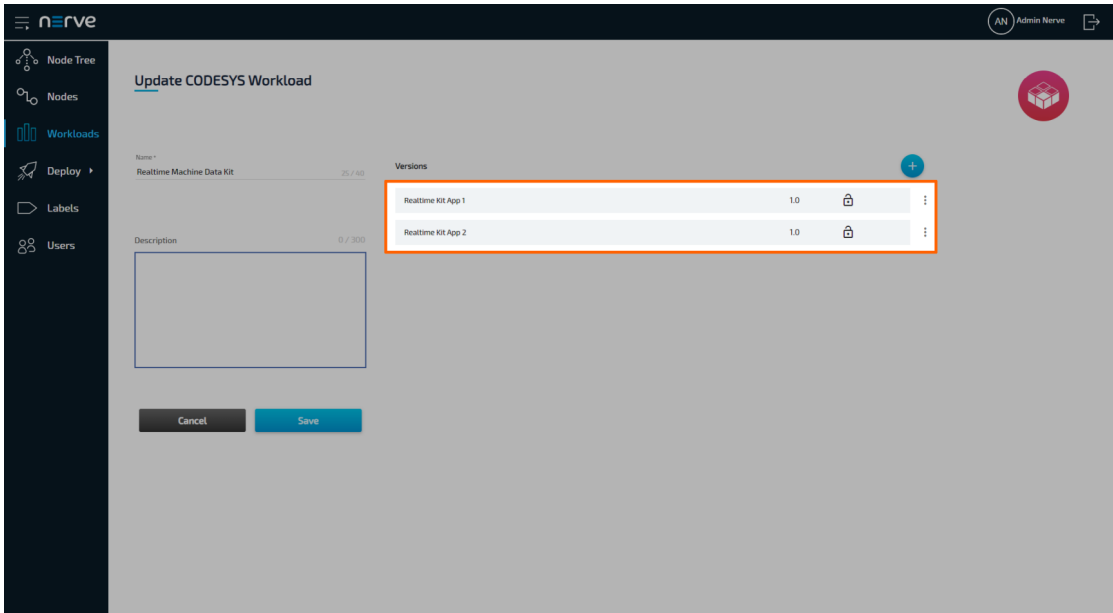 nerve
AN Admin Nerve
Node Tree
Nodes
Workloads
Deploy
Labels
Users
Update CODESYS Workload
Name *
Realtime Machine Data Kit 25 / 60
Description 0 / 300
Cancel
Save
Versions
+
Realtime Kit App 1 1.0
Realtime Kit App 2 1.0